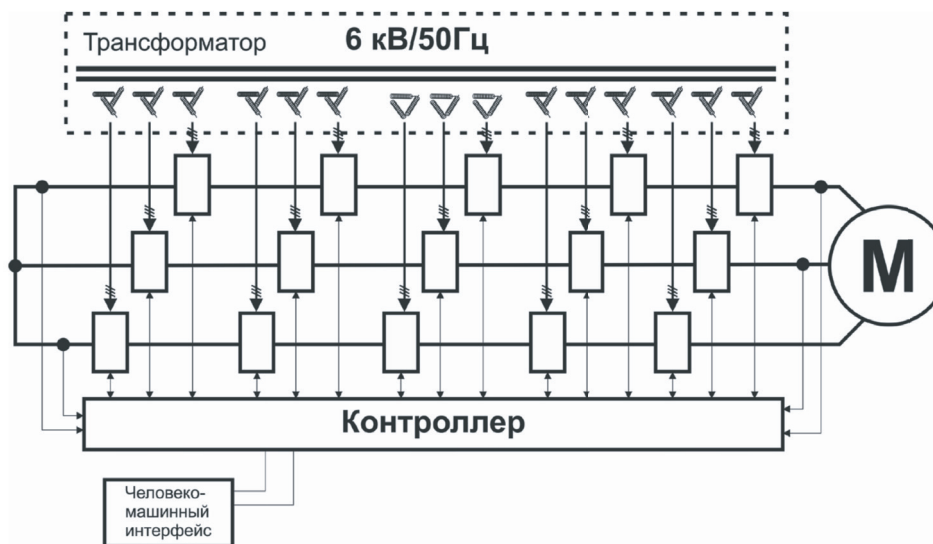 Трансформатор 6 кВ/50Гц
М
Контроллер
Человеко-
машинный
интерфейс